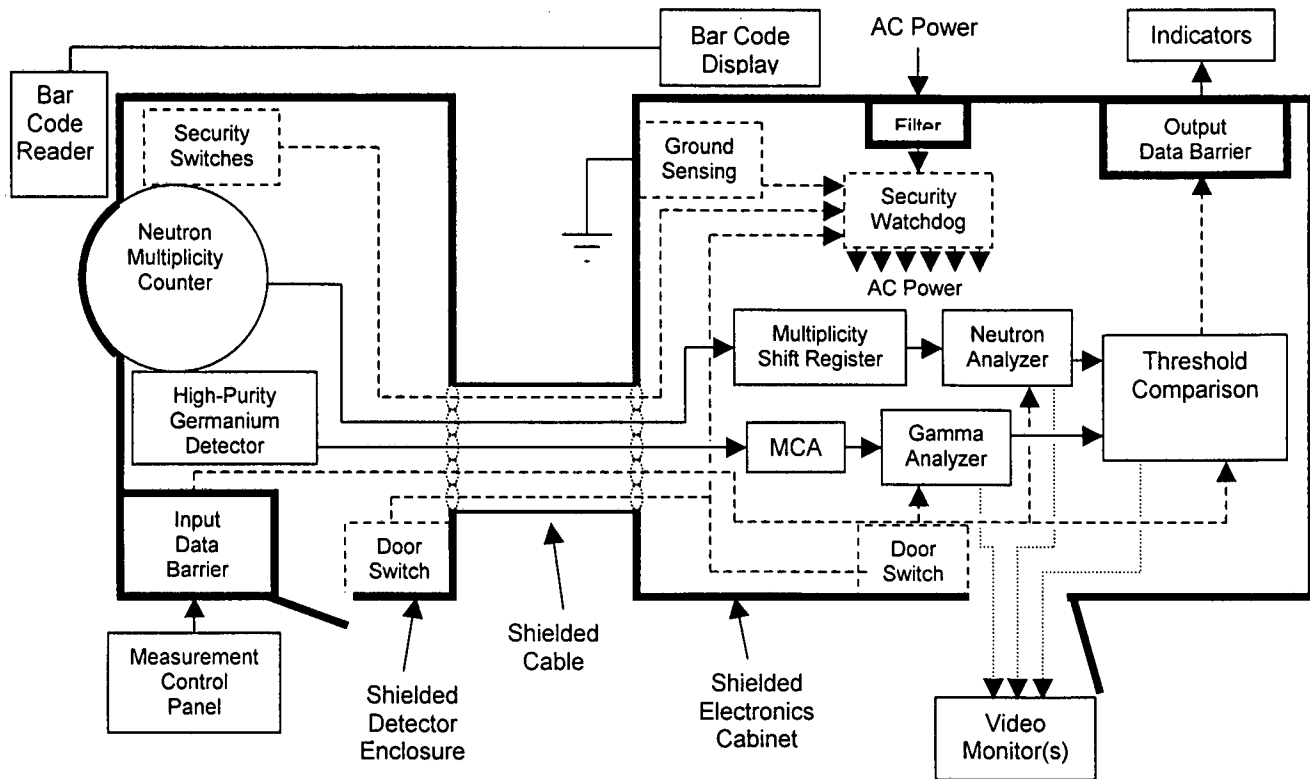 Bar Code
Display
AC Power
Indicators
Bar
Code
Reader
Security
Switches
Ground
Sensing
Filter
Output
Data Barrier
Security
Watchdog
Neutron
Multiplicity
Counter
AC Power
Multiplicity
Shift Register
Neutron
Analyzer
Threshold
Comparison
High-Purity
Germanium
Detector
MCA
Gamma
Analyzer
Input
Data
Barrier
Door
Switch
Door
Switch
Measurement
Control
Panel
Shielded
Detector
Enclosure
Shielded
Cable
Shielded
Electronics
Cabinet
Video
Monitor(s)